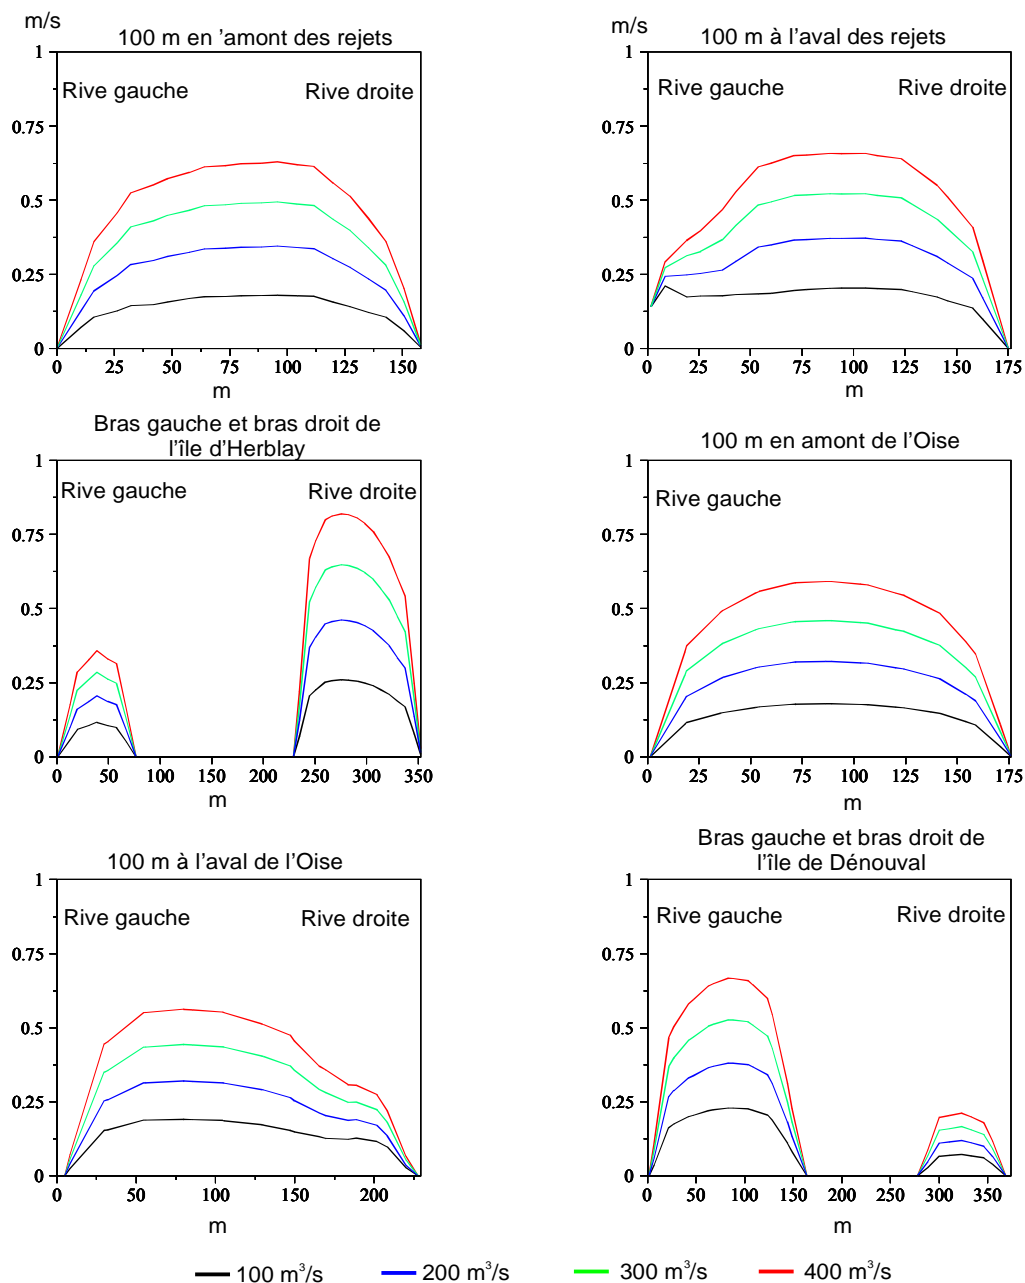 m/s
100 m en 'amont des rejets
1
Rive gauche
Rive droite
0.75
0.5
0.25
0
0 25 50 75 100 125 150
m
m/s
100 m à l'aval des rejets
1
Rive gauche
Rive droite
0.75
0.5
0.25
0
0 25 50 75 100 125 150 175
m
Bras gauche et bras droit de
l'île d'Herblay
1
Rive gauche
Rive droite
0.75
0.5
0.25
0
0 50 100 150 200 250 300 350
m
100 m en amont de l'Oise
1
Rive gauche
0.75
0.5
0.25
0
0 25 50 75 100 125 150 175
m
100 m à l'aval de l'Oise
1
Rive gauche
Rive droite
0.75
0.5
0.25
0
0 50 100 150 200
m
Bras gauche et bras droit de
l'île de Dénouval
1
Rive gauche
Rive droite
0.75
0.5
0.25
0
0 50 100 150 200 250 300 350
m
100 m³/s
200 m³/s
300 m³/s
400 m³/s